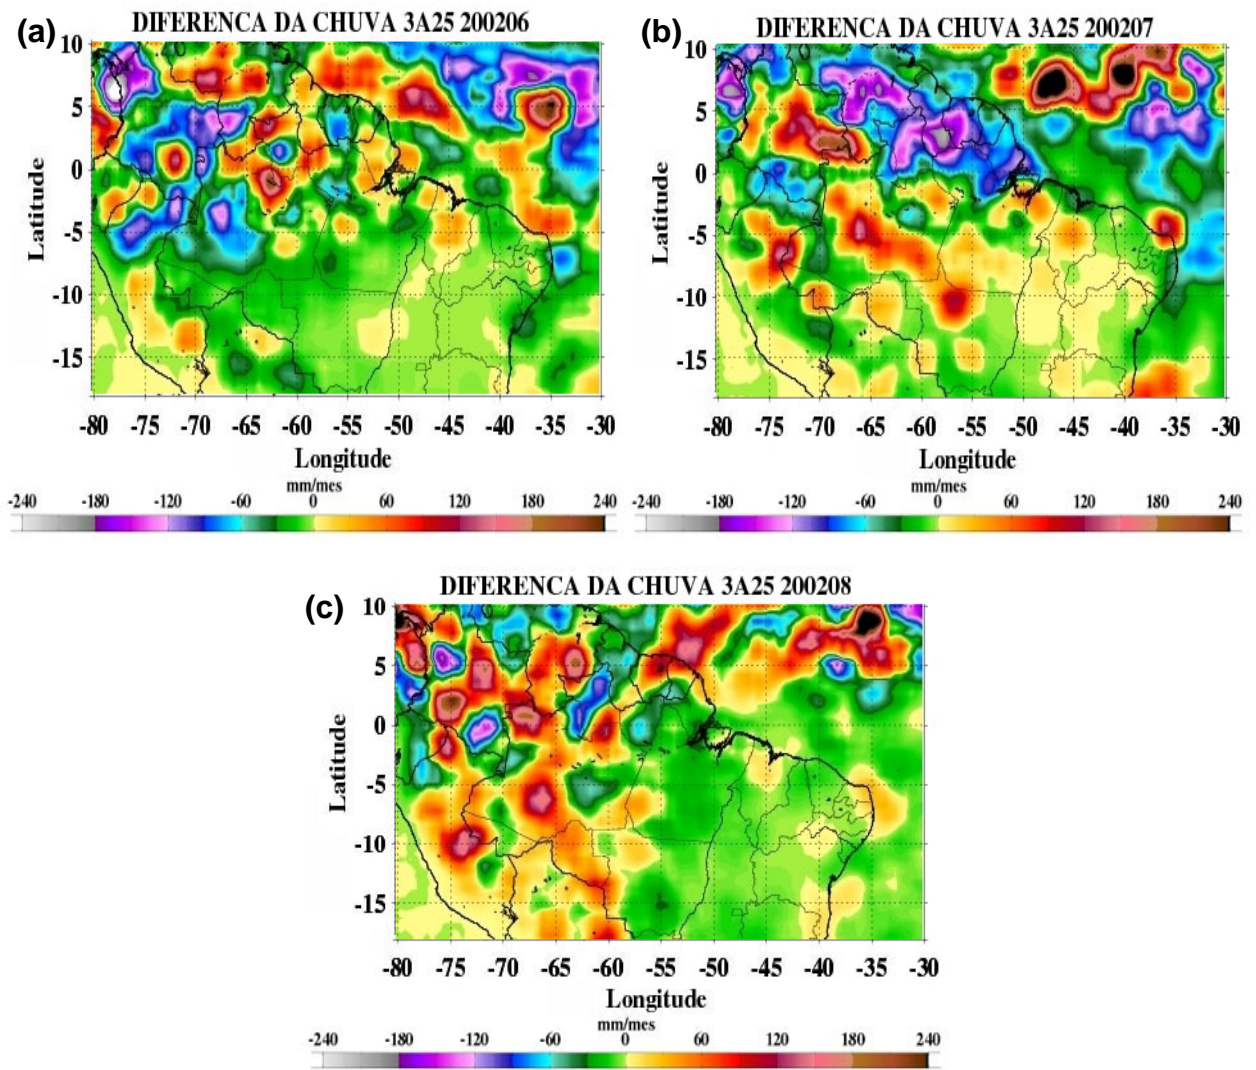 (a)
DIFERENCA DA CHUVA 3A25 200206
10
5
0
-5
-10
-15
Latitude
-80 -75 -70 -65 -60 -55 -50 -45 -40 -35 -30
Longitude
mm/mes
-240 -180 -120 -60 0 60 120 180 240
(b)
DIFERENCA DA CHUVA 3A25 200207
10
5
0
-5
-10
-15
Latitude
-80 -75 -70 -65 -60 -55 -50 -45 -40 -35 -30
Longitude
mm/mes
-240 -180 -120 -60 0 60 120 180 240
(c)
DIFERENCA DA CHUVA 3A25 200208
10
5
0
-5
-10
-15
Latitude
-80 -75 -70 -65 -60 -55 -50 -45 -40 -35 -30
Longitude
mm/mes
-240 -180 -120 -60 0 60 120 180 240